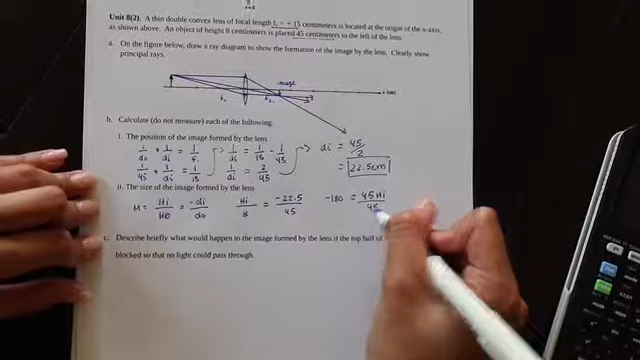 Unit 8(2). A thin double convex lens of focal length f₁ = + 15 centimeters is located at the origin of the x-axis,
as shown above. An object of height 8 centimeters is placed 45 centimeters to the left of the lens.
a. On the figure below, draw a ray diagram to show the formation of the image by the lens. Clearly show
principal rays.
image
b. Calculate (do not measure) each of the following.
i. The position of the image formed by the lens
1/do + 1/di = 1/f. 1/di = 1/15 - 1/45 di = 45/2
1/45 + 1/di = 1/15 1/di = 2/45 = 22.5cm
ii. The size of the image formed by the lens
M = Hi/Ho = -di/do Hi/8 = -22.5/45 -180 = 45Hi/45
c. Describe briefly what would happen to the image formed by the lens if the top half of
blocked so that no light could pass through.